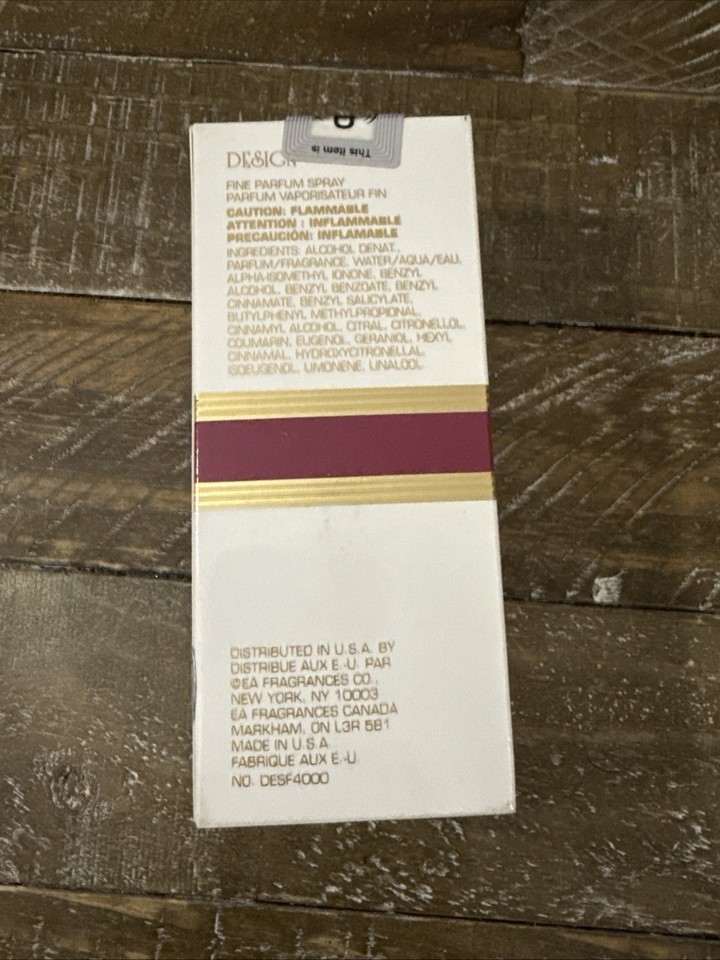 D
This item is
DESIGN
FINE PARFUM SPRAY
PARFUM VAPORISATEUR FIN
CAUTION: FLAMMABLE
ATTENTION : INFLAMMABLE
PRECAUCIÓN: INFLAMABLE
INGREDIENTS: ALCOHOL DENAT.,
PARFUM/FRAGRANCE, WATER/AQUA/EAU,
ALPHA-ISOMETHYL IONONE, BENZYL
ALCOHOL, BENZYL BENZOATE, BENZYL
CINNAMATE, BENZYL SALICYLATE,
BUTYLPHENYL METHYLPROPIONAL,
CINNAMYL ALCOHOL, CITRAL, CITRONELLOL,
COUMARIN, EUGENOL, GERANIOL, HEXYL
CINNAMAL, HYDROXYCITRONELLAL,
ISOEUGENOL, LIMONENE, LINALOOL
DISTRIBUTED IN U.S.A. BY
DISTRIBUE AUX E.-U. PAR
©EA FRAGRANCES CO.,
NEW YORK, NY 10003
EA FRAGRANCES CANADA
MARKHAM, ON L3R 5B1
MADE IN U.S.A.
FABRIQUE AUX E.-U.
NO. DESF4000